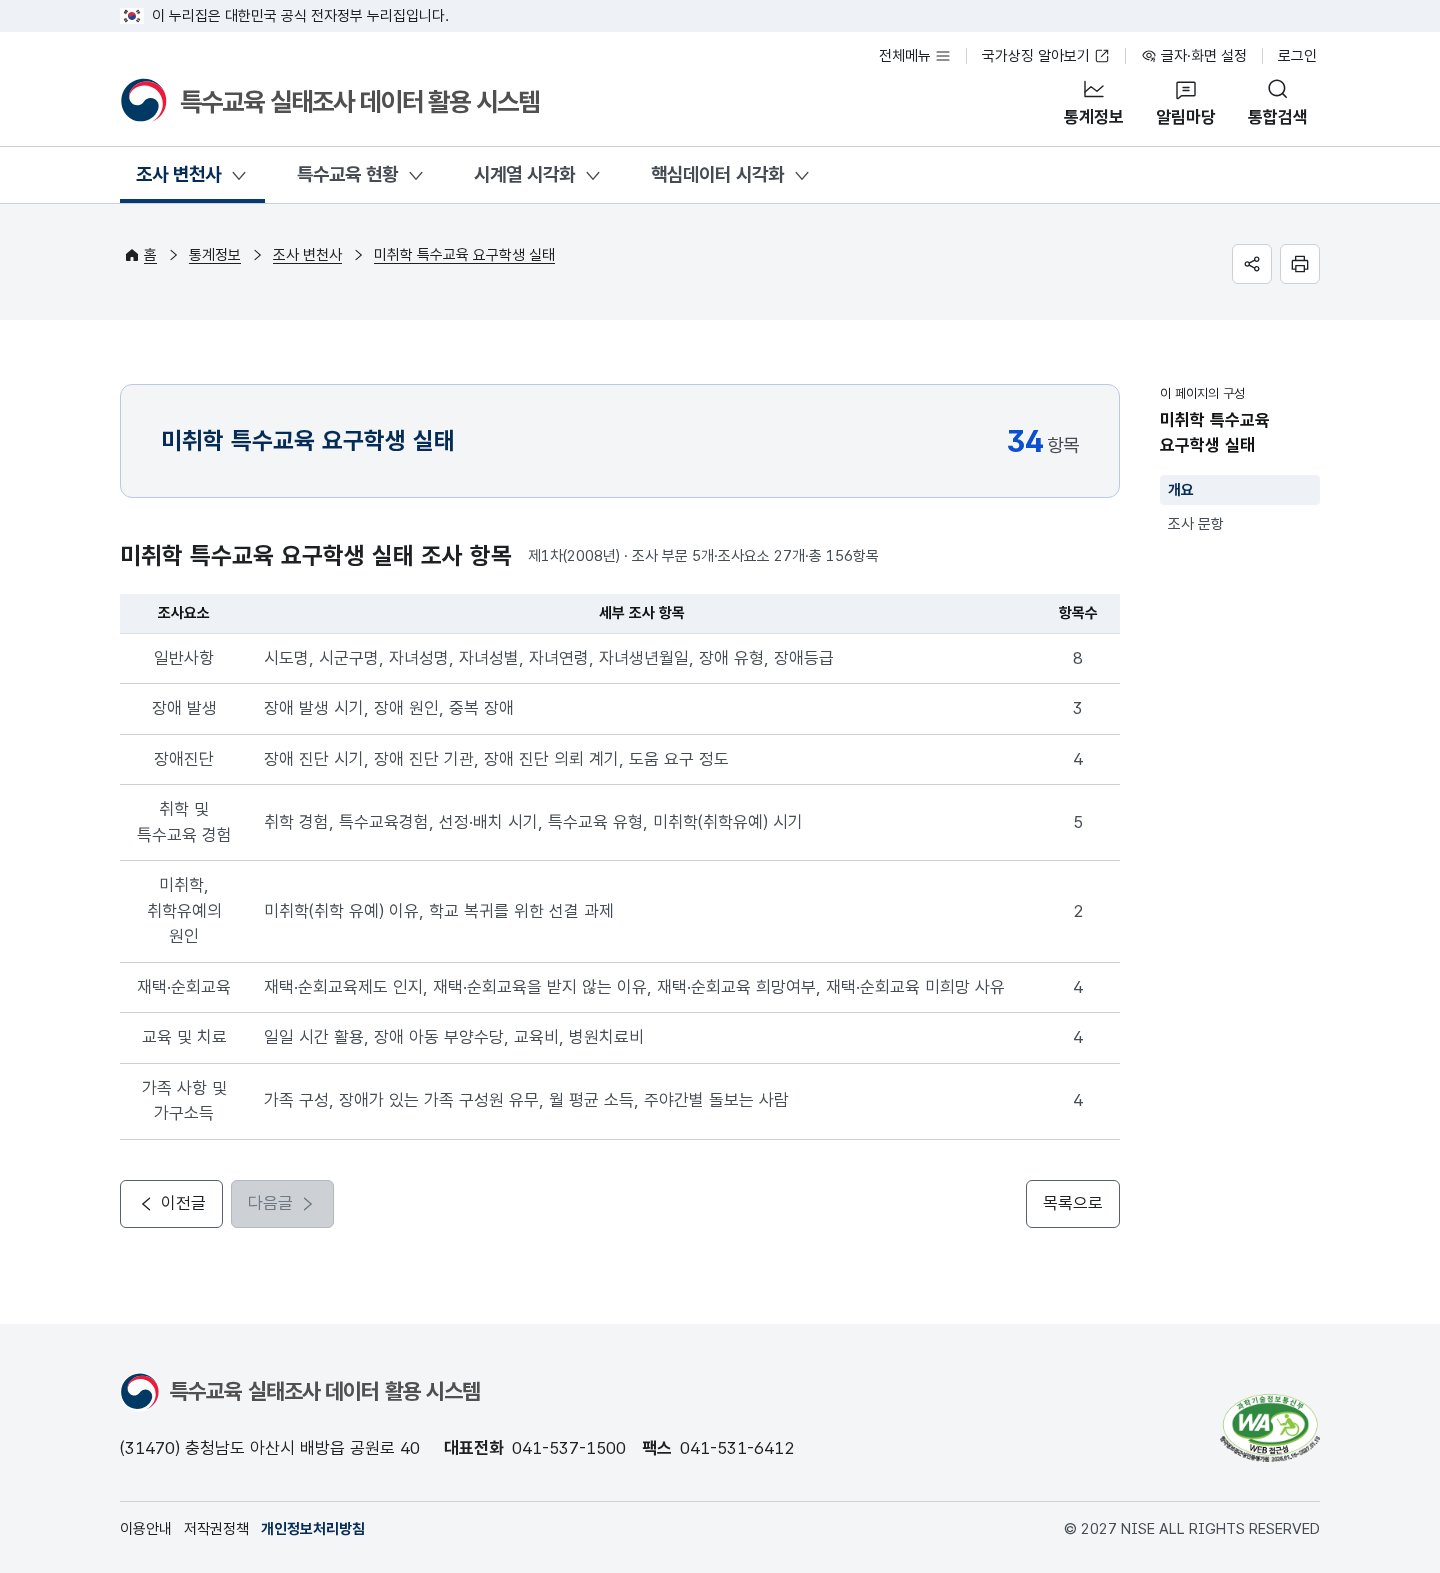 이 누리집은 대한민국 공식 전자정부 누리집입니다.
전체메뉴
국가상징 알아보기
글자·화면 설정
로그인
특수교육 실태조사 데이터 활용 시스템
통계정보
알림마당
통합검색
조사 변천사
특수교육 현황
시계열 시각화
핵심데이터 시각화
홈
통계정보
조사 변천사
미취학 특수교육 요구학생 실태
미취학 특수교육 요구학생 실태
34 항목
이 페이지의 구성
미취학 특수교육
요구학생 실태
개요
조사 문항
미취학 특수교육 요구학생 실태 조사 항목 제1차(2008년) · 조사 부문 5개·조사요소 27개·총 156항목
조사요소 세부 조사 항목 항목수
일반사항 시도명, 시군구명, 자녀성명, 자녀성별, 자녀연령, 자녀생년월일, 장애 유형, 장애등급 8
장애 발생 장애 발생 시기, 장애 원인, 중복 장애 3
장애진단 장애 진단 시기, 장애 진단 기관, 장애 진단 의뢰 계기, 도움 요구 정도 4
취학 및
특수교육 경험
취학 경험, 특수교육경험, 선정·배치 시기, 특수교육 유형, 미취학(취학유예) 시기 5
미취학,
취학유예의
원인
미취학(취학 유예) 이유, 학교 복귀를 위한 선결 과제 2
재택·순회교육 재택·순회교육제도 인지, 재택·순회교육을 받지 않는 이유, 재택·순회교육 희망여부, 재택·순회교육 미희망 사유 4
교육 및 치료 일일 시간 활용, 장애 아동 부양수당, 교육비, 병원치료비 4
가족 사항 및
가구소득
가족 구성, 장애가 있는 가족 구성원 유무, 월 평균 소득, 주야간별 돌보는 사람 4
이전글
다음글
목록으로
특수교육 실태조사 데이터 활용 시스템
(31470) 충청남도 아산시 배방읍 공원로 40 대표전화 041-537-1500 팩스 041-531-6412
과학기술정보통신부
WA
WEB 접근성
이용안내 저작권정책 개인정보처리방침
© 2027 NISE ALL RIGHTS RESERVED